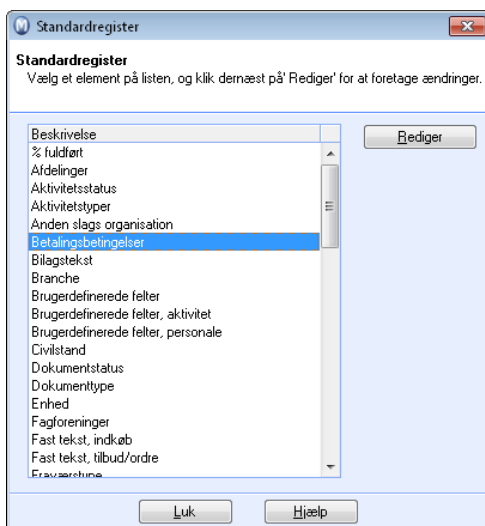 Standardregister
Standardregister
Vælg et element på listen, og klik dernæst på' Rediger' for at foretage ændringer.
Beskrivelse
Rediger
% fuldført
Afdelinger
Aktivitetsstatus
Aktivitetstyper
Anden slags organisation
Betalingsbetingelser
Bilagstekst
Branche
Brugerdefinerede felter
Brugerdefinerede felter, aktivitet
Brugerdefinerede felter, personale
Civilstand
Dokumentstatus
Dokumenttype
Enhed
Fagforeninger
Fast tekst, indkøb
Fast tekst, tilbud/ordre
Fraværstype
Luk
Hjælp